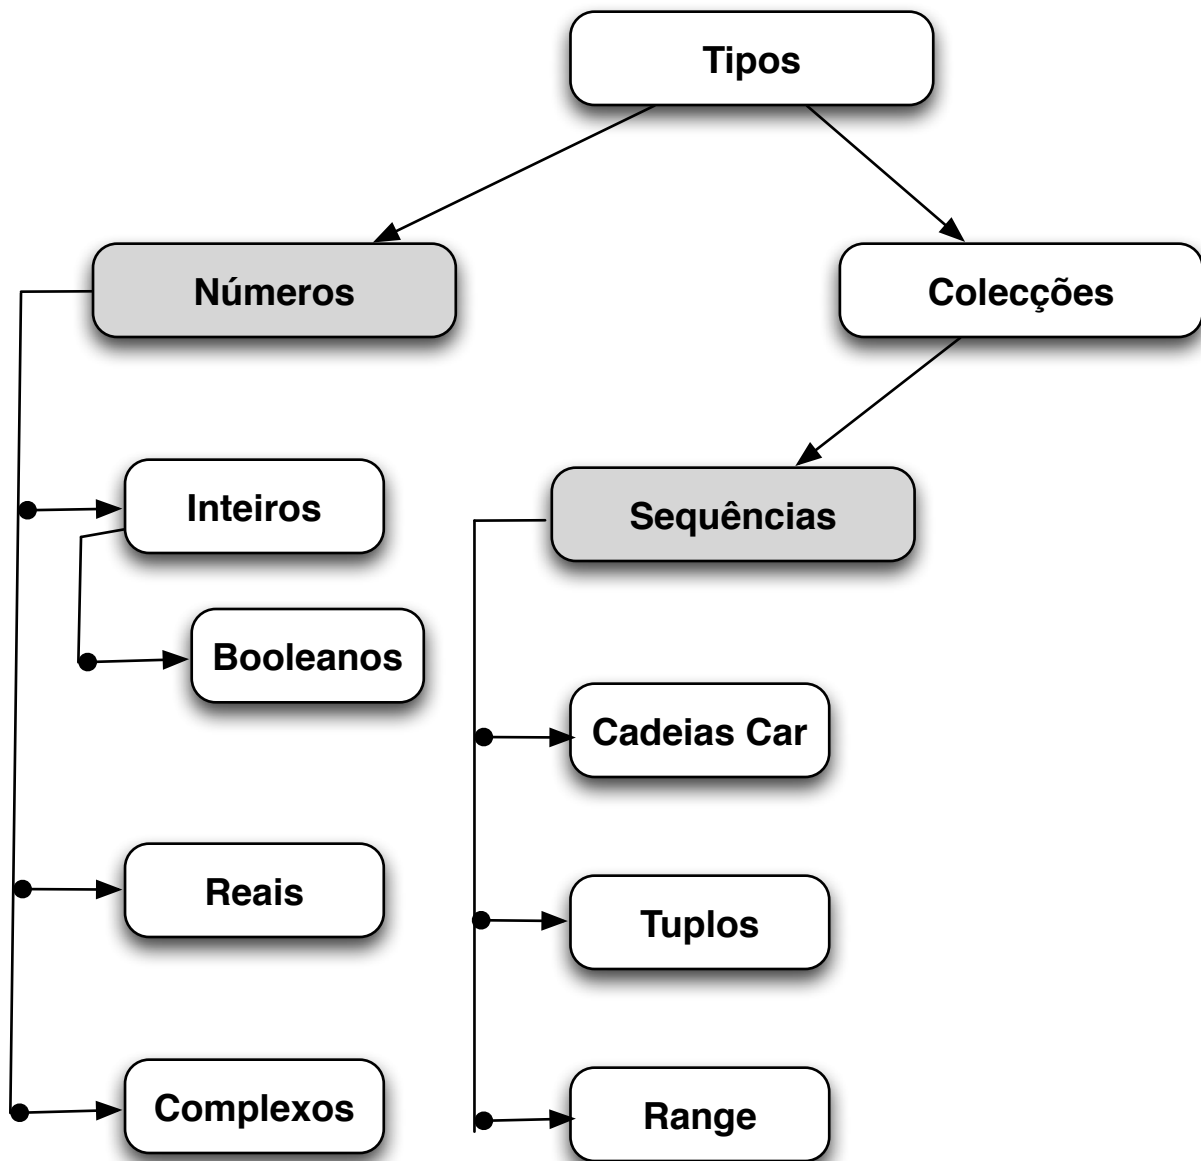 Tipos
Números
Colecções
Inteiros
Sequências
Booleanos
Cadeias Car
Reais
Tuplos
Complexos
Range